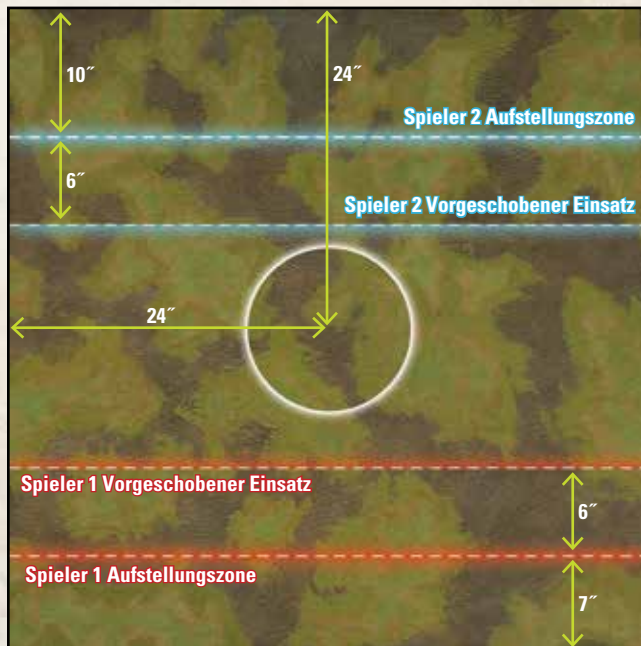 10˝
24˝
Spieler 2 Aufstellungszone
6˝
Spieler 2 Vorgeschobener Einsatz
24˝
Spieler 1 Vorgeschobener Einsatz
6˝
Spieler 1 Aufstellungszone
7˝